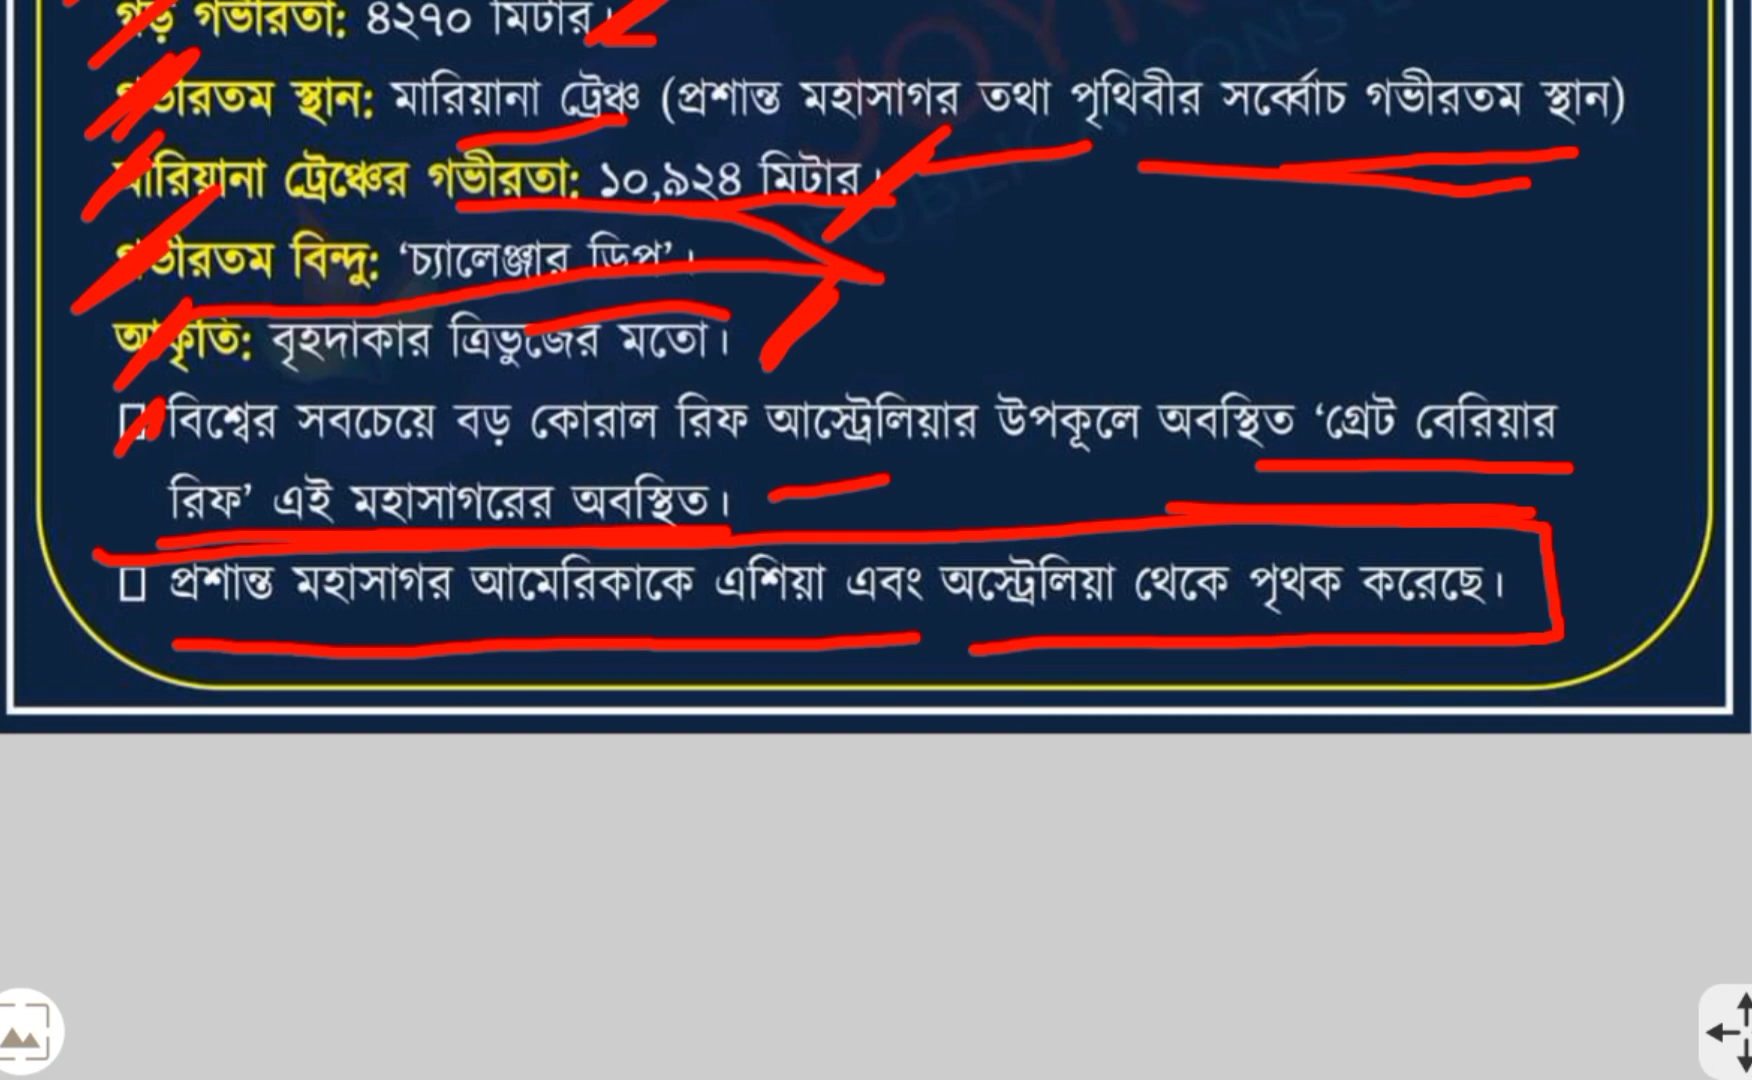 গড় গভীরতা: ৪২৭০ মিটার।
গভীরতম স্থান: মারিয়ানা ট্রেঞ্চ (প্রশান্ত মহাসাগর তথা পৃথিবীর সর্ব্বোচ গভীরতম স্থান)
মারিয়ানা ট্রেঞ্চের গভীরতা: ১০,৯২৪ মিটার।
গভীরতম বিন্দু: ‘চ্যালেঞ্জার ডিপ’।
আকৃতি: বৃহদাকার ত্রিভুজের মতো।
বিশ্বের সবচেয়ে বড় কোরাল রিফ আস্ট্রেলিয়ার উপকূলে অবস্থিত ‘গ্রেট বেরিয়ার
রিফ’ এই মহাসাগরের অবস্থিত।
প্রশান্ত মহাসাগর আমেরিকাকে এশিয়া এবং অস্ট্রেলিয়া থেকে পৃথক করেছে।